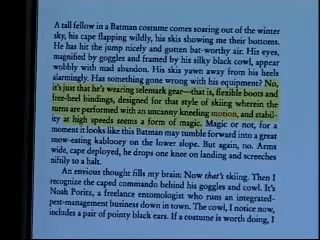 A tall fellow in a Batman costume comes soaring out of the winter
sky, his cape flapping wildly, his skis showing me their bottoms.
He has hit the jump nicely and gotten bat-worthy air. His eyes,
magnified by goggles and framed by his silky black cowl, appear
wobbly with mad abandon. His skis yawn away from his heels
alarmingly. Has something gone wrong with his equipment? No,
it's just that he's wearing telemark gear—that is, flexible boots and
free-heel bindings, designed for that style of skiing wherein the
turns are performed with an uncanny kneeling motion, and stabil-
ity at high speeds seems a form of magic. Magic or not, for a
moment it looks like this Batman may tumble forward into a great
snow-eating kablooey on the lower slope. But again, no. Arms
wide, cape deployed, he drops one knee on landing and screeches
niftily to a halt.
An envious thought fills my brain: Now that's skiing. Then I
recognize the caped commando behind his goggles and cowl. It's
Noah Poritz, a freelance entomologist who runs an integrated-
pest-management business down in town. The cowl, I notice now,
includes a pair of pointy black ears. If a costume is worth doing, I